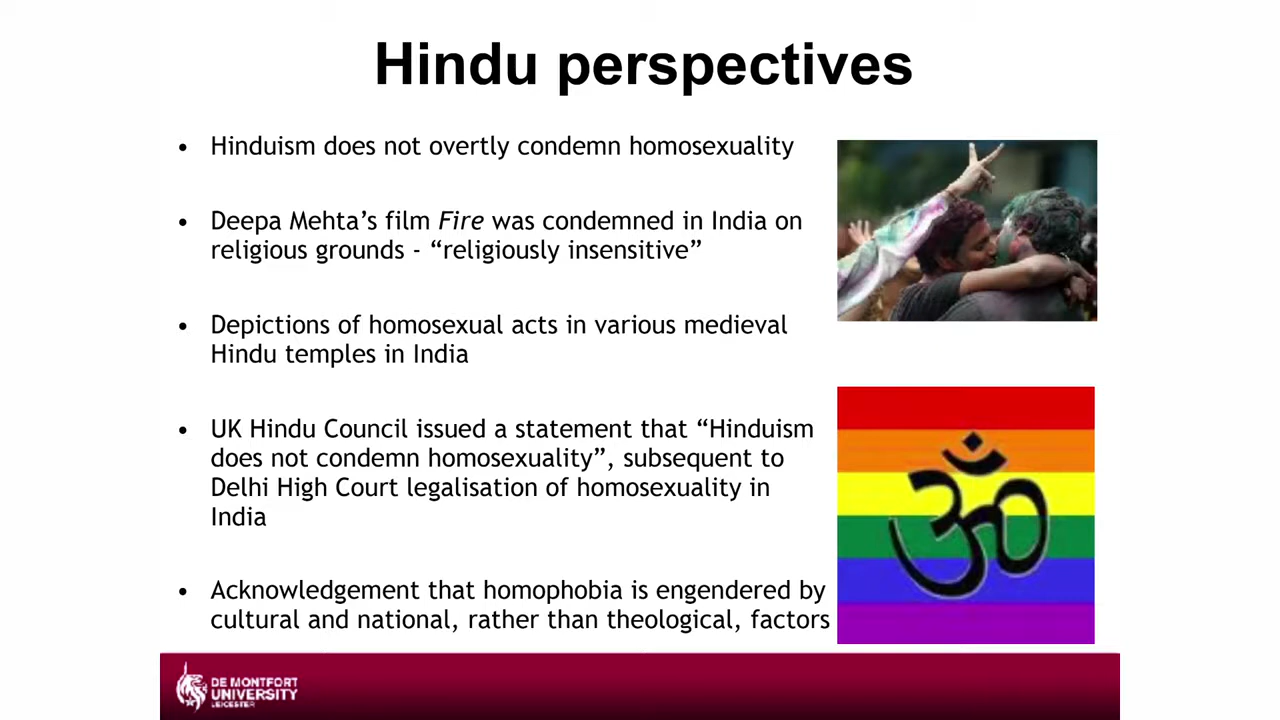 Hindu perspectives
• Hinduism does not overtly condemn homosexuality
• Deepa Mehta’s film Fire was condemned in India on
religious grounds - “religiously insensitive”
• Depictions of homosexual acts in various medieval
Hindu temples in India
• UK Hindu Council issued a statement that “Hinduism
does not condemn homosexuality”, subsequent to
Delhi High Court legalisation of homosexuality in
India
• Acknowledgement that homophobia is engendered by
cultural and national, rather than theological, factors
ॐ
DE MONTFORT
UNIVERSITY
LEICESTER